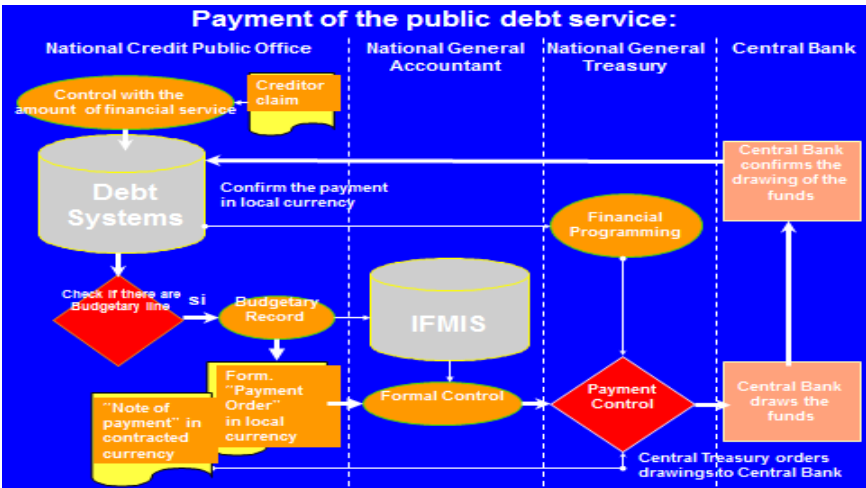 Payment of the public debt service:
National Credit Public Office
National General
Accountant
National General
Treasury
Central Bank
Control with the
amount of financial service
Creditor
claim
Debt
Systems
Confirm the payment
in local currency
Financial
Programming
Central Bank
confirms the
drawing of the
funds
Check if there are
Budgetary line
si
Budgetary
Record
IFMIS
Form.
"Payment
Order"
in local
currency
"Note of
payment" in
contracted
currency
Formal Control
Payment
Control
Central Bank
draws the
funds
Central Treasury orders
drawings to Central Bank